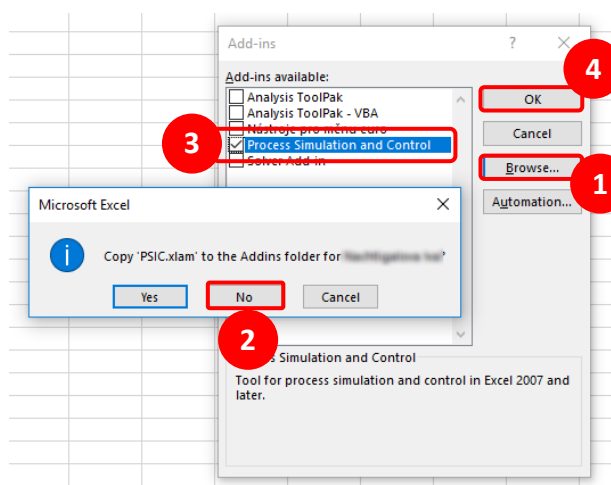 Add-ins ?
4
Add-ins available:
Analysis ToolPak
Analysis ToolPak - VBA
Nástroje pro měnu euro
Process Simulation and Control
Solver Add-in
3
OK
Cancel
Browse...
1
Automation...
Microsoft Excel
i
Copy 'PSIC.xlam' to the Addins folder for
Yes No Cancel
2
Simulation and Control
Tool for process simulation and control in Excel 2007 and
later.